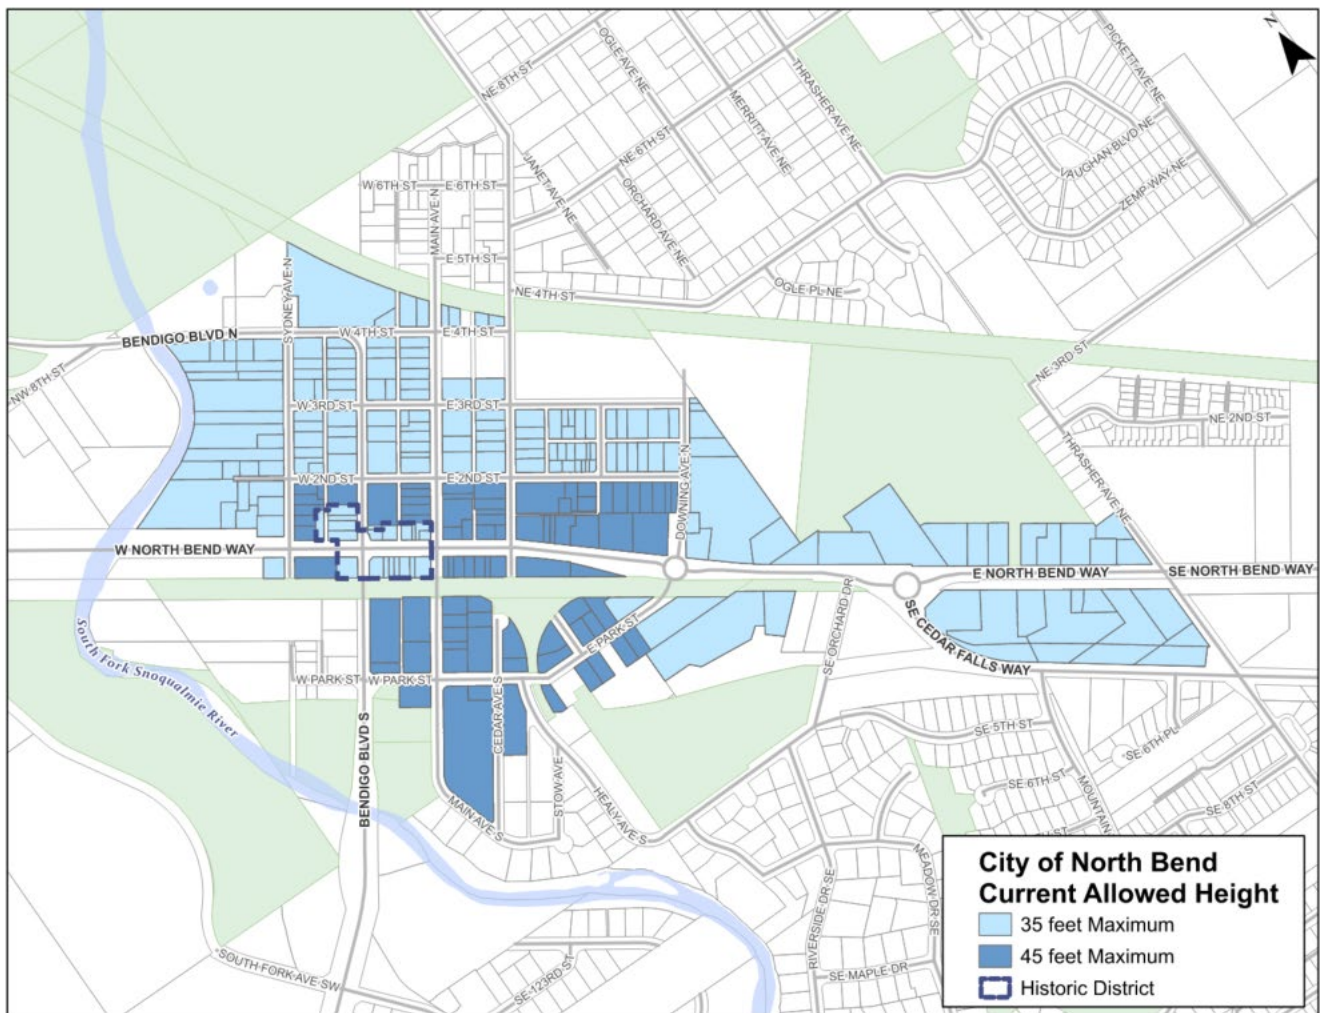 N
PICKETT AVE NE
OGLE AVE NE
NE 8TH ST
THRASHER AVE NE
MERRITT AVE NE
NE 6TH ST
VAUGHAN BLVD NE
JANET AVE NE
ORCHARD AVE NE
ZEMP WAY NE
W 6TH ST
E 6TH ST
MAIN AVE N
E 5TH ST
SYDNEY AVE N
NE 4TH ST
OGLE PL NE
BENDIGO BLVD N
W 4TH ST
E 4TH ST
NW 8TH ST
NE 3RD ST
W 3RD ST
E 3RD ST
NE 2ND ST
THRASHER AVE NE
W 2ND ST
E 2ND ST
DOWNING AVE N
W NORTH BEND WAY
E NORTH BEND WAY
SE NORTH BEND WAY
SE ORCHARD DR
SE CEDAR FALLS WAY
E PARK ST
South Fork Snoqualmie River
W PARK ST
W PARK ST
CEDAR AVE S
BENDIGO BLVD S
SE 5TH ST
SE 6TH PL
SE 6TH ST
MOUNTAIN
SE 8TH ST
STOW AVE
HEALY AVE S
MAIN AVE S
TH ST
MEADOW DR SE
RIVERSIDE DR SE
SOUTH FORK AVE SW
SE 123RD ST
SE MAPLE DR
City of North Bend
Current Allowed Height
35 feet Maximum
45 feet Maximum
Historic District